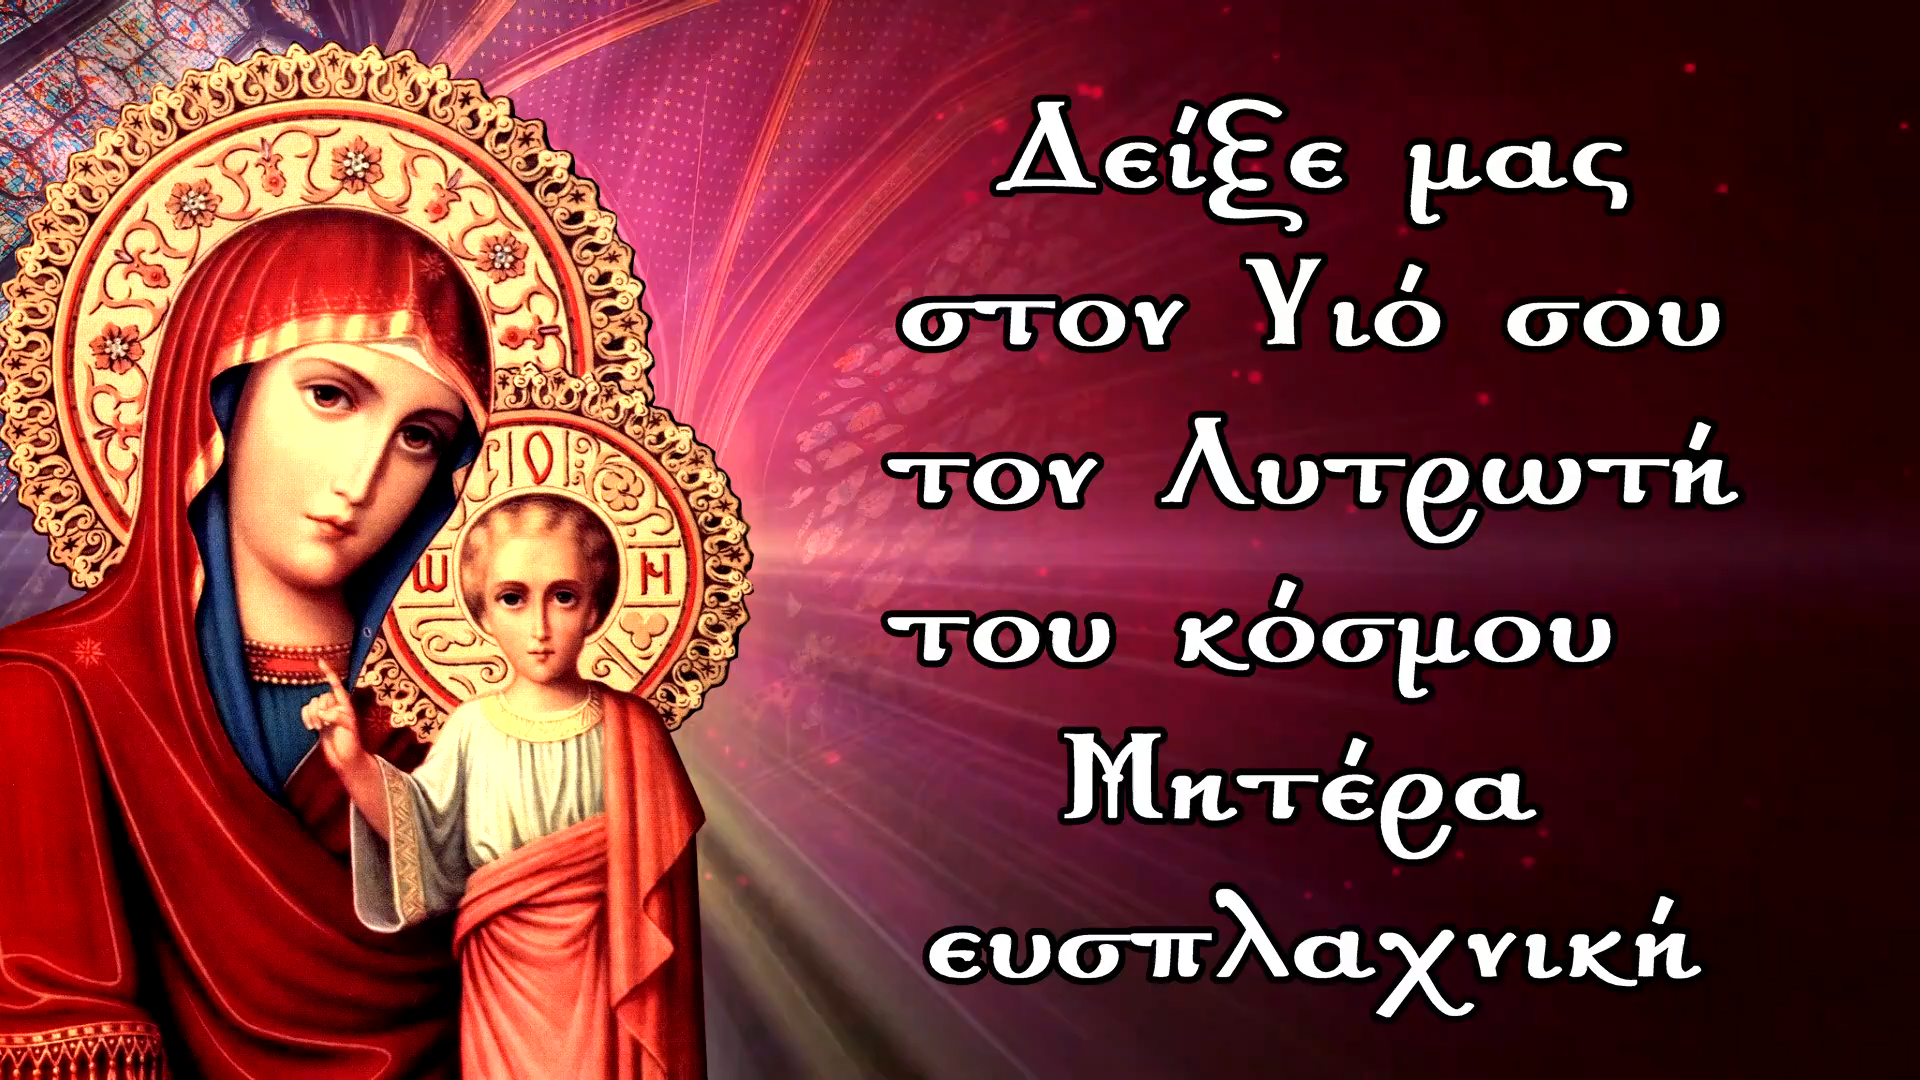 Δείξε μας
στον Υιό σου
τον Λυτρωτή
του κόσμου
Μητέρα
ευσπλαχνική
Ο
Ѡ Н